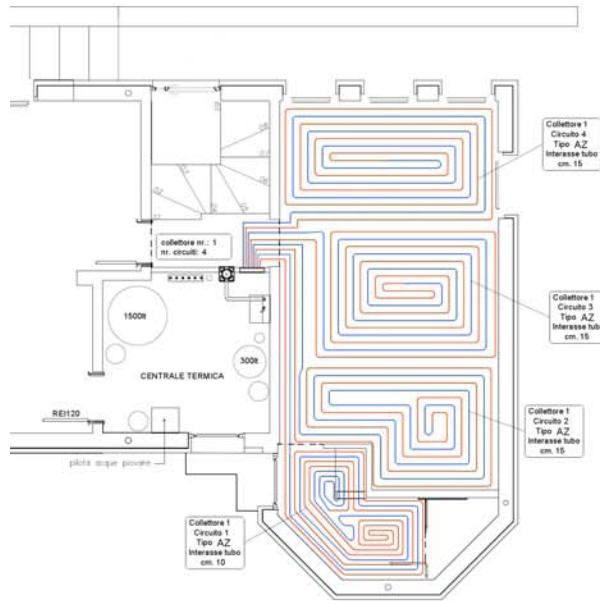 Collettore 1
Circuito 4
Tipo AZ
Interasse tubo
cm. 15
collettore nr.: 1
nr. circuiti: 4
Collettore 1
Circuito 3
Tipo AZ
Interasse tubo
cm. 15
1500lt
300lt
CENTRALE TERMICA
REI120
Collettore 1
Circuito 2
Tipo AZ
Interasse tubo
cm. 15
pilota acque piovane
Collettore 1
Circuito 1
Tipo AZ
Interasse tubo
cm. 10